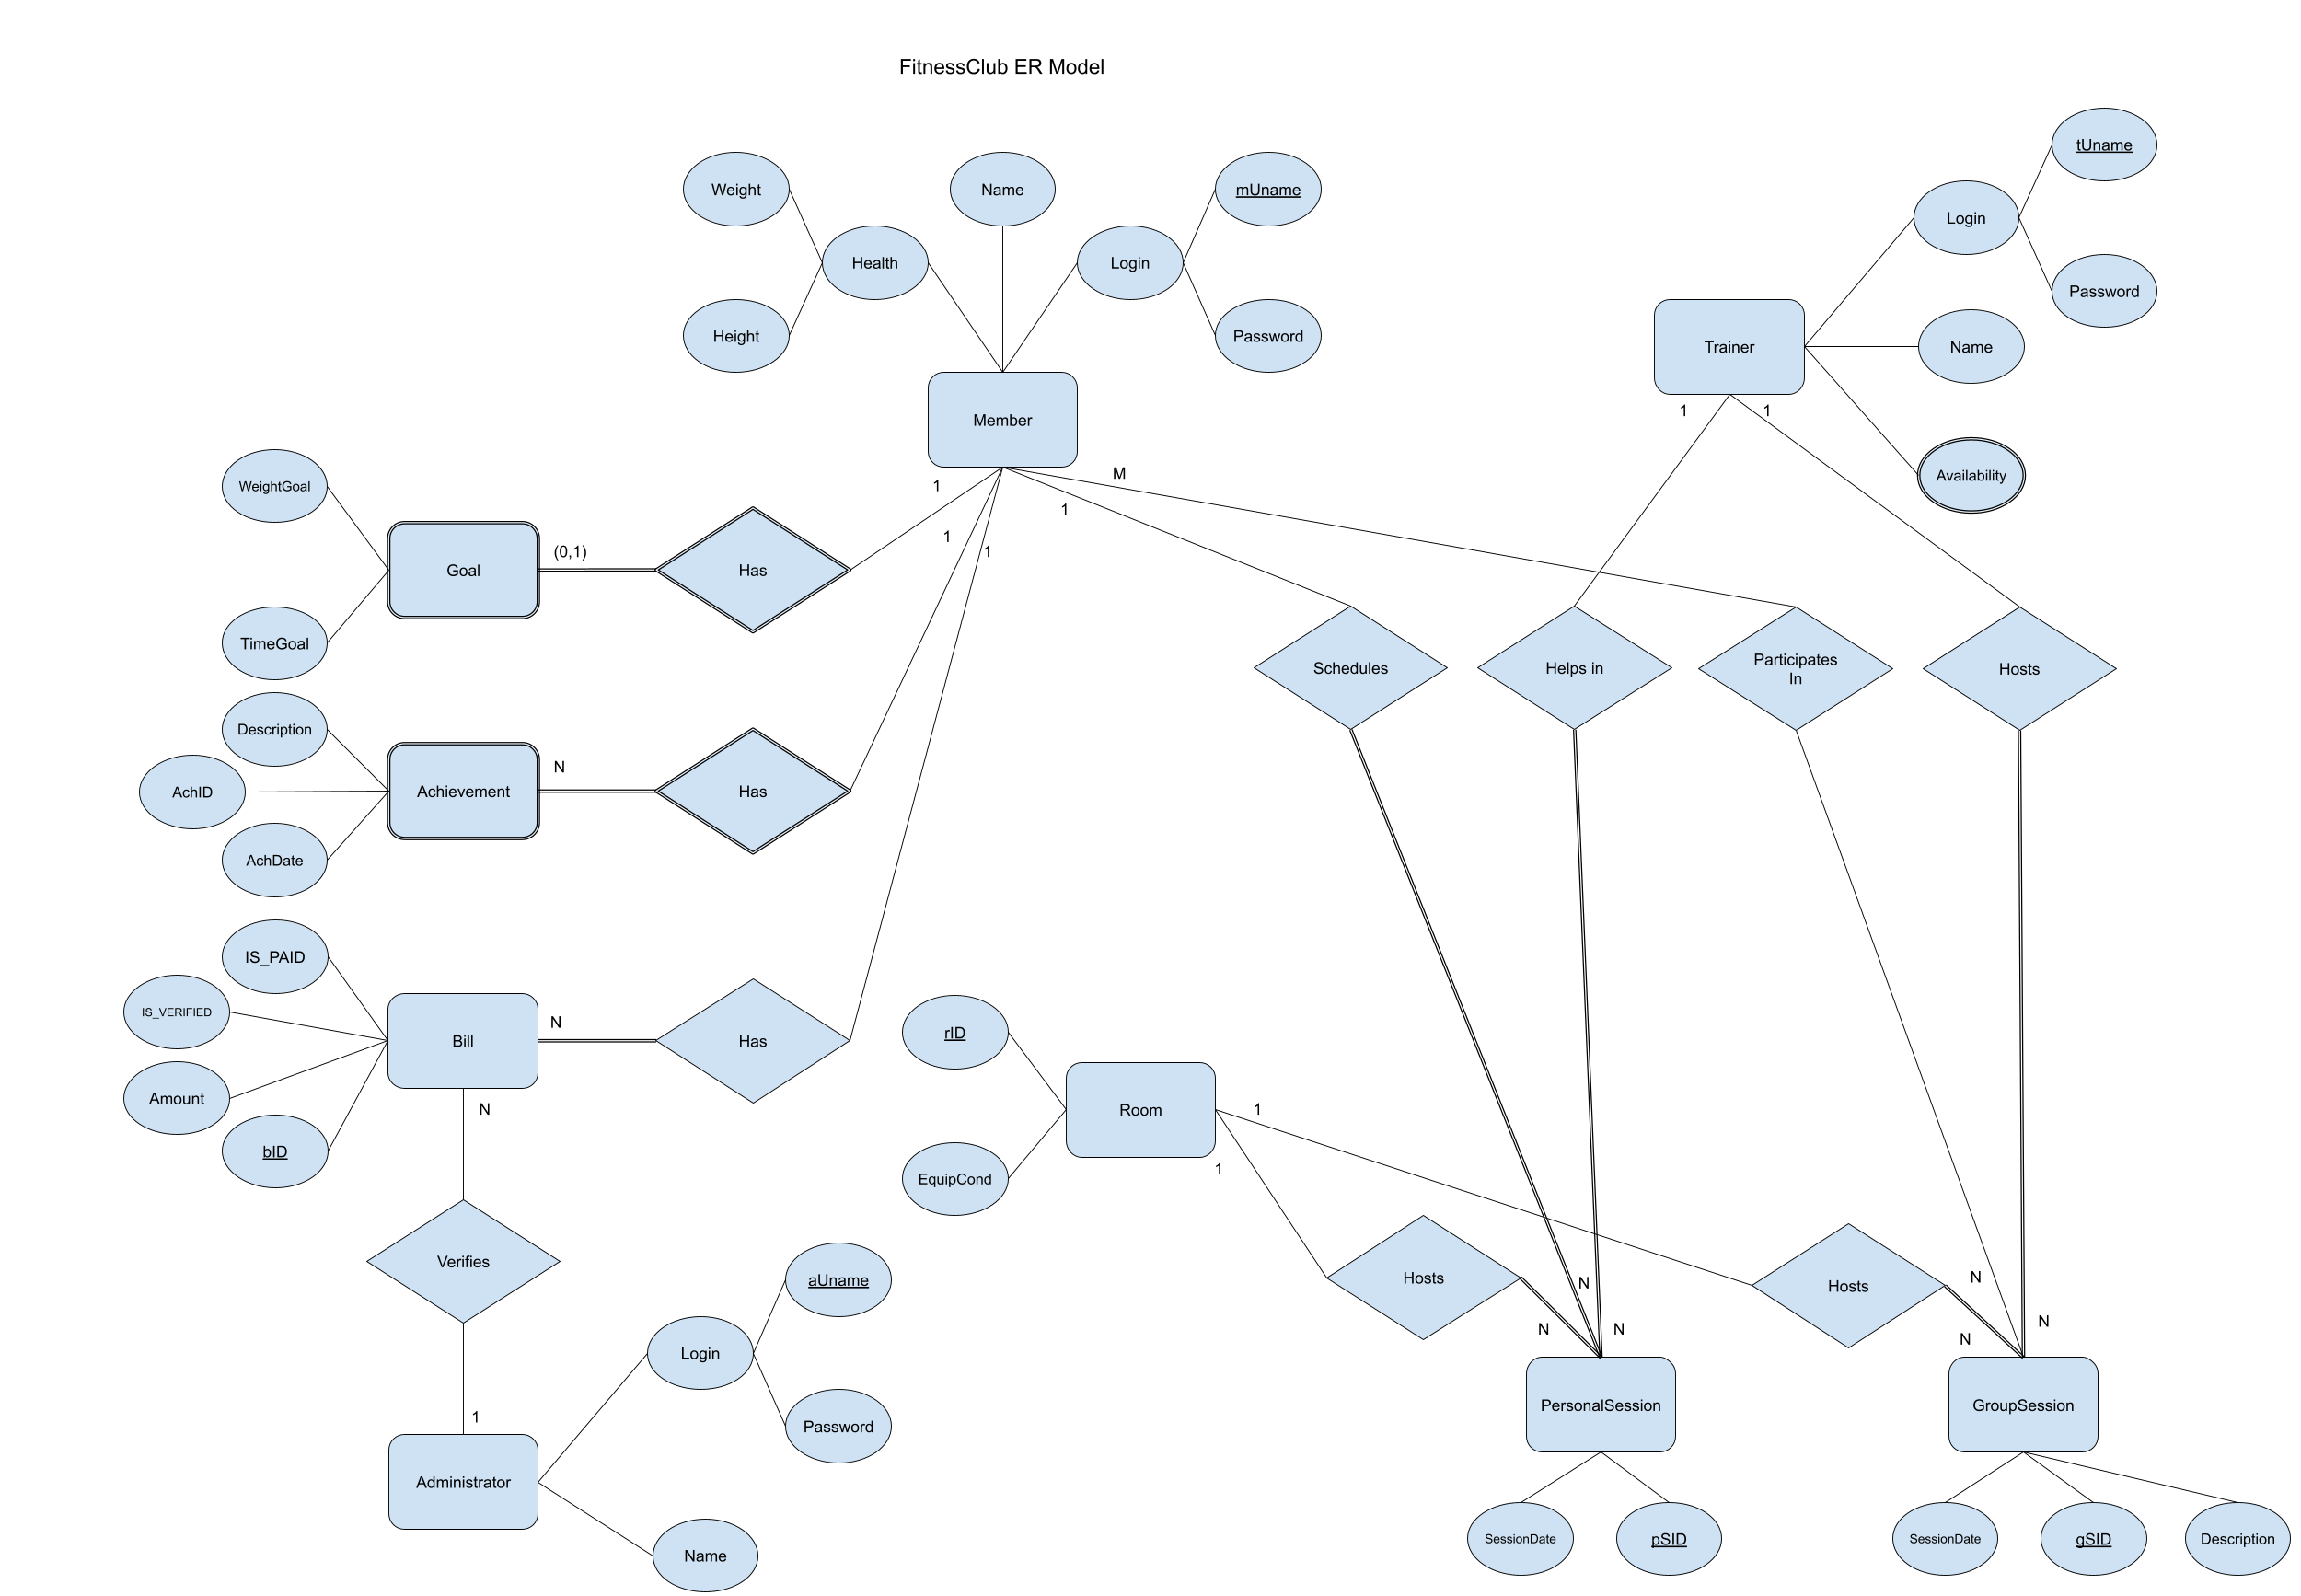 FitnessClub ER Model
tUname
Weight
Name
mUname
Login
Health
Login
Password
Height
Password
Trainer
Name
Member
1
1
M
Availability
WeightGoal
1
1
1
1
(0,1)
Goal
Has
TimeGoal
Schedules
Helps in
Participates
In
Hosts
Description
N
AchID
Achievement
Has
AchDate
IS_PAID
IS_VERIFIED
N
rID
Bill
Has
Amount
N
Room
1
bID
1
EquipCond
Verifies
aUname
Hosts
N
N
Hosts
N
N
N
N
Login
1
Password
PersonalSession
GroupSession
Administrator
Name
SessionDate
pSID
SessionDate
gSID
Description